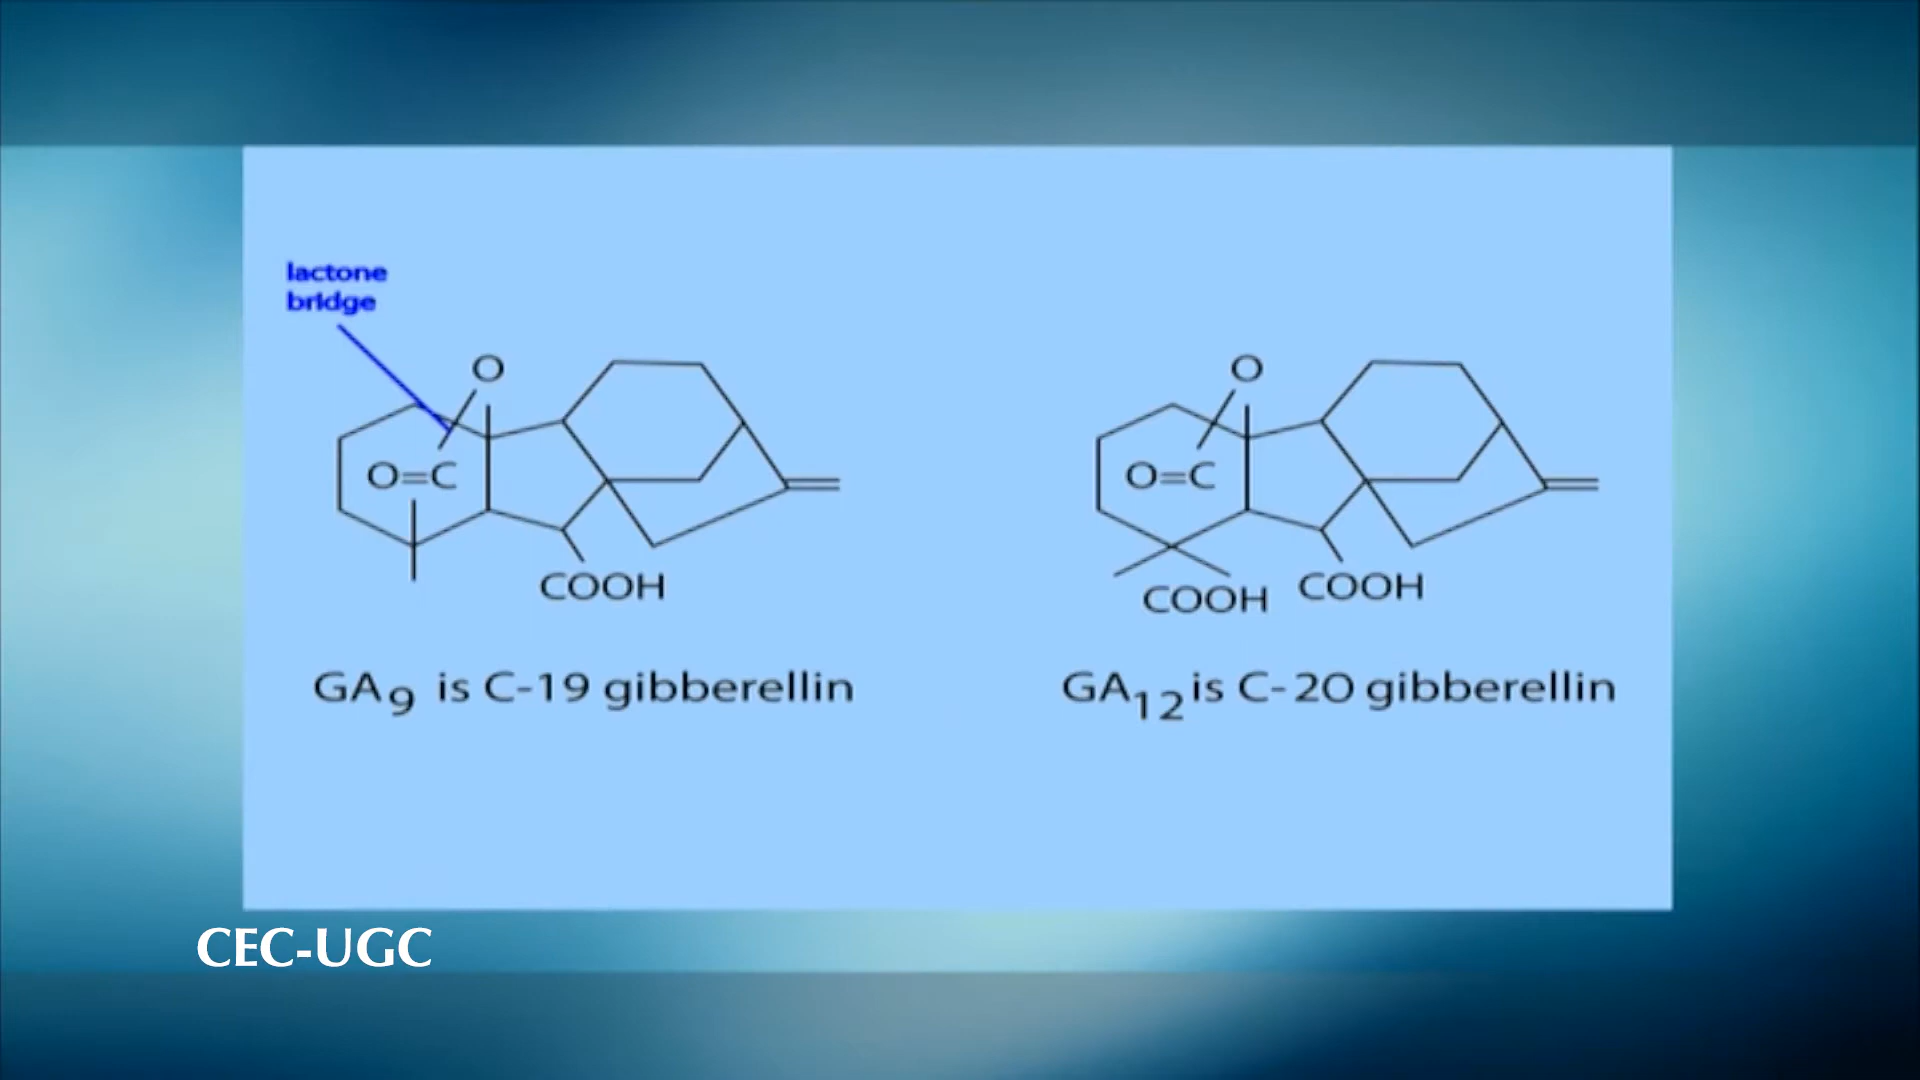 lactone
bridge
O
O=C
COOH
GA9 is C-19 gibberellin
O
O=C
COOH
COOH
GA12 is C-20 gibberellin
CEC-UGC